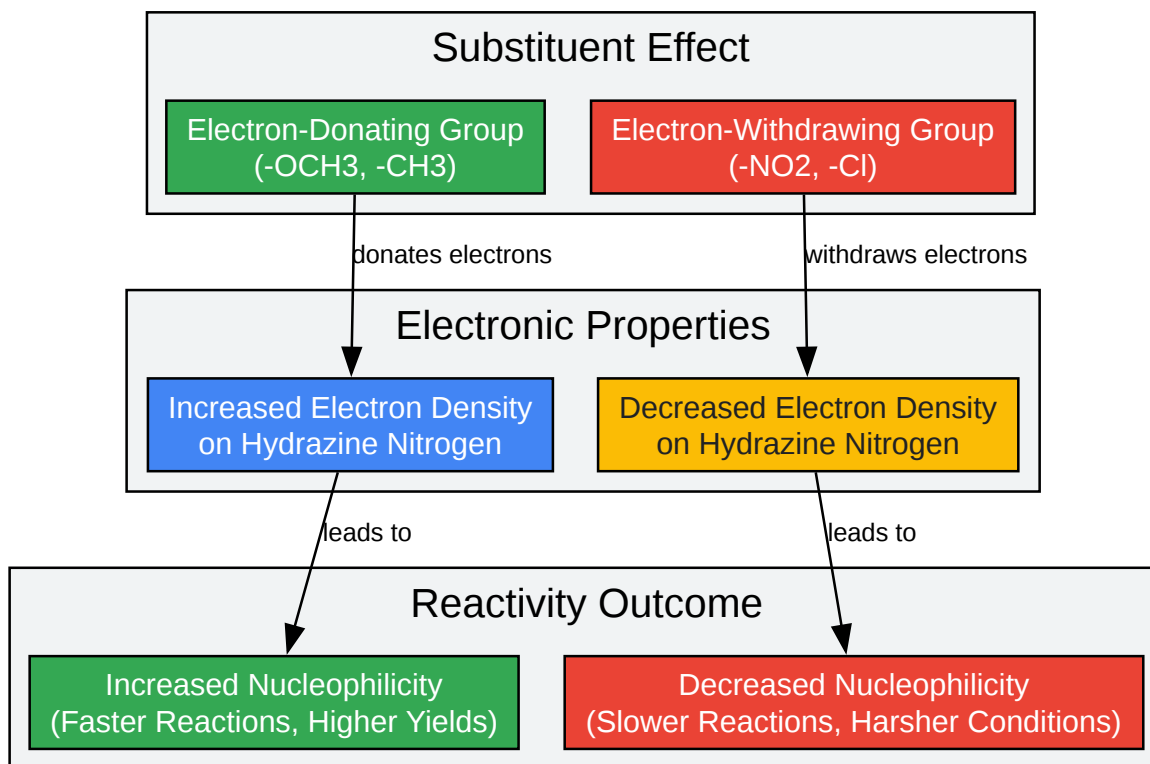 Substituent Effect
Electron-Donating Group
(-OCH3, -CH3)
Electron-Withdrawing Group
(-NO2, -Cl)
donates electrons
withdraws electrons
Electronic Properties
Increased Electron Density
on Hydrazine Nitrogen
Decreased Electron Density
on Hydrazine Nitrogen
leads to
leads to
Reactivity Outcome
Increased Nucleophilicity
(Faster Reactions, Higher Yields)
Decreased Nucleophilicity
(Slower Reactions, Harsher Conditions)